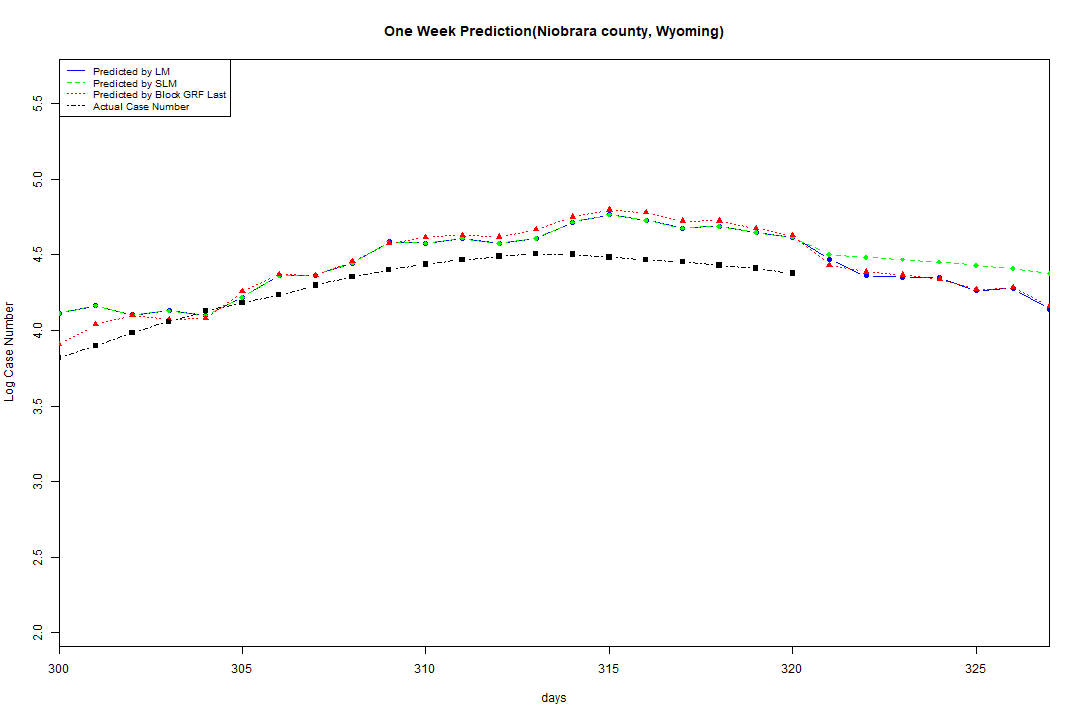 One Week Prediction(Niobrara county, Wyoming)
Predicted by LM
Predicted by SLM
Predicted by Block GRF Last
Actual Case Number
5.5
5.0
4.5
4.0
3.5
3.0
2.5
2.0
Log Case Number
300 305 310 315 320 325
days